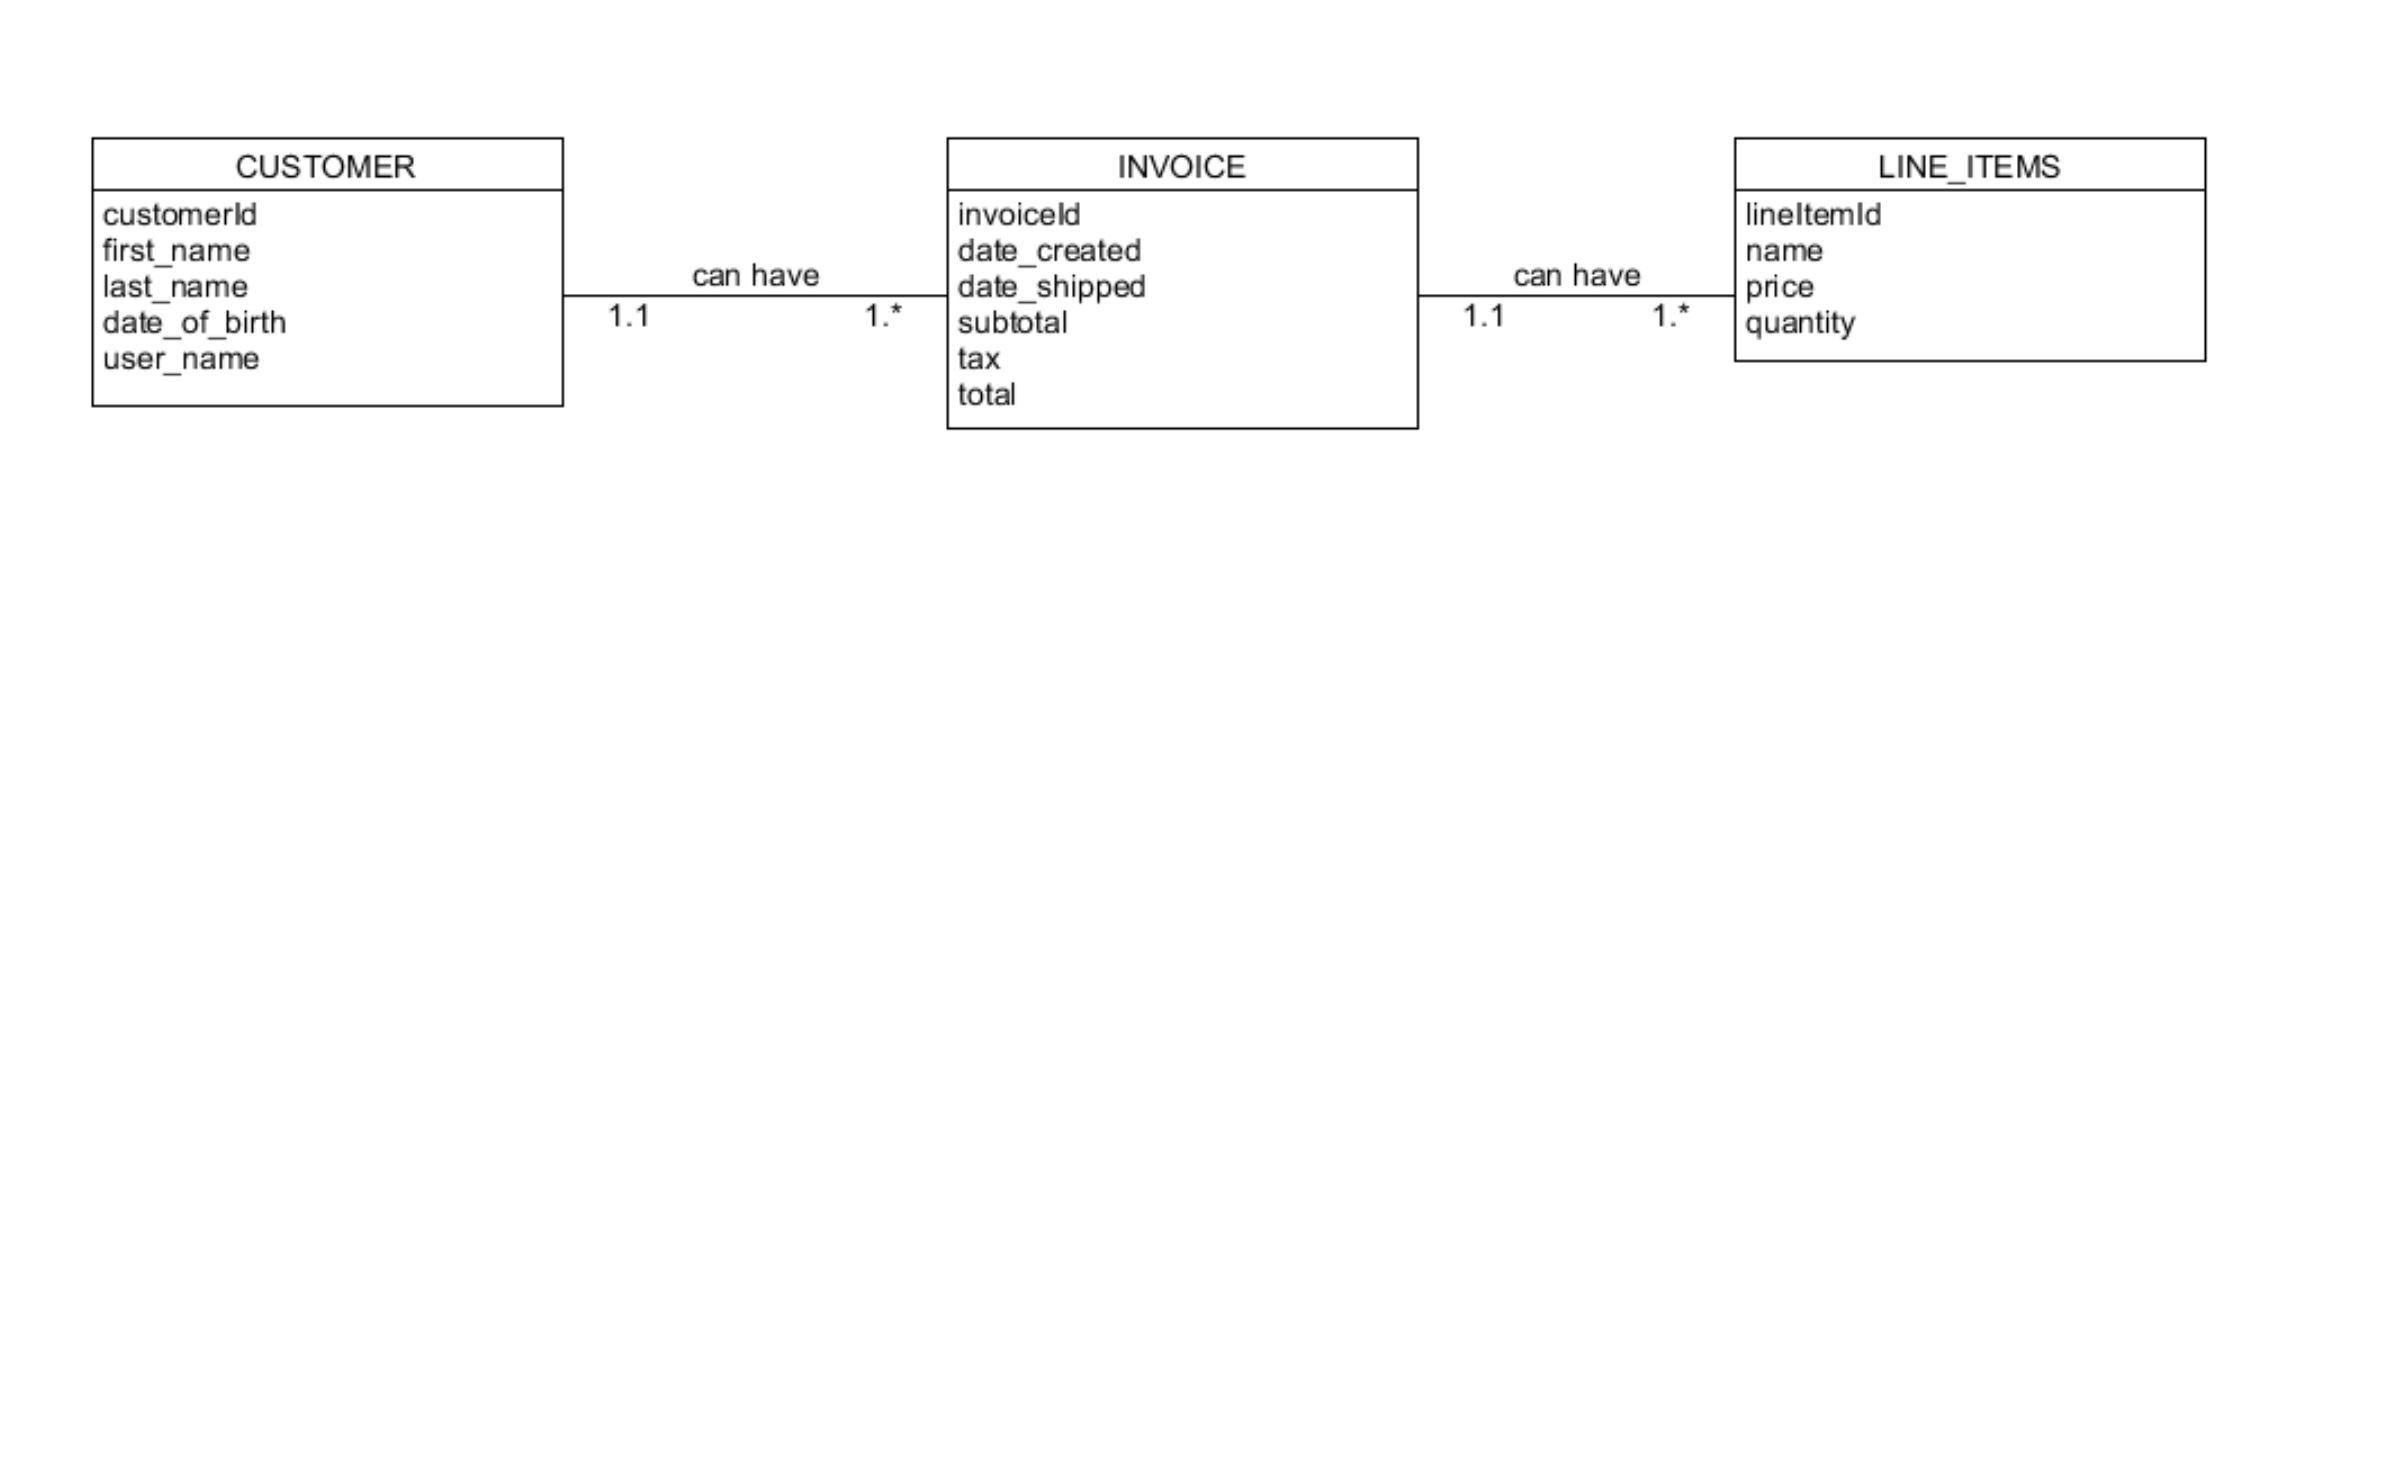 CUSTOMER
customerId
first_name
last_name
date_of_birth
user_name
can have
1.1
1.*
INVOICE
invoiceId
date_created
date_shipped
subtotal
tax
total
can have
1.1
1.*
LINE_ITEMS
lineItemId
name
price
quantity